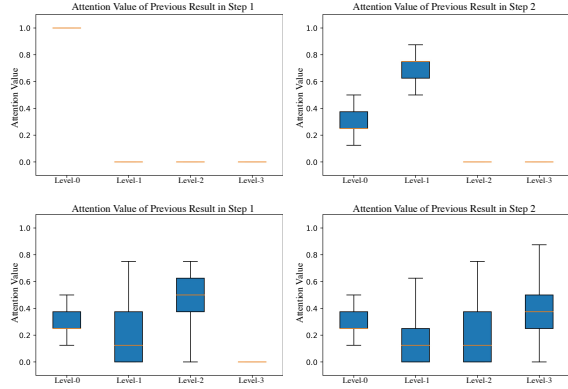 Attention Value of Previous Result in Step 1
Attention Value
1.0
0.8
0.6
0.4
0.2
0.0
Level-0 Level-1 Level-2 Level-3
Attention Value of Previous Result in Step 2
Attention Value
1.0
0.8
0.6
0.4
0.2
0.0
Level-0 Level-1 Level-2 Level-3
Attention Value of Previous Result in Step 1
Attention Value
1.0
0.8
0.6
0.4
0.2
0.0
Level-0 Level-1 Level-2 Level-3
Attention Value of Previous Result in Step 2
Attention Value
1.0
0.8
0.6
0.4
0.2
0.0
Level-0 Level-1 Level-2 Level-3